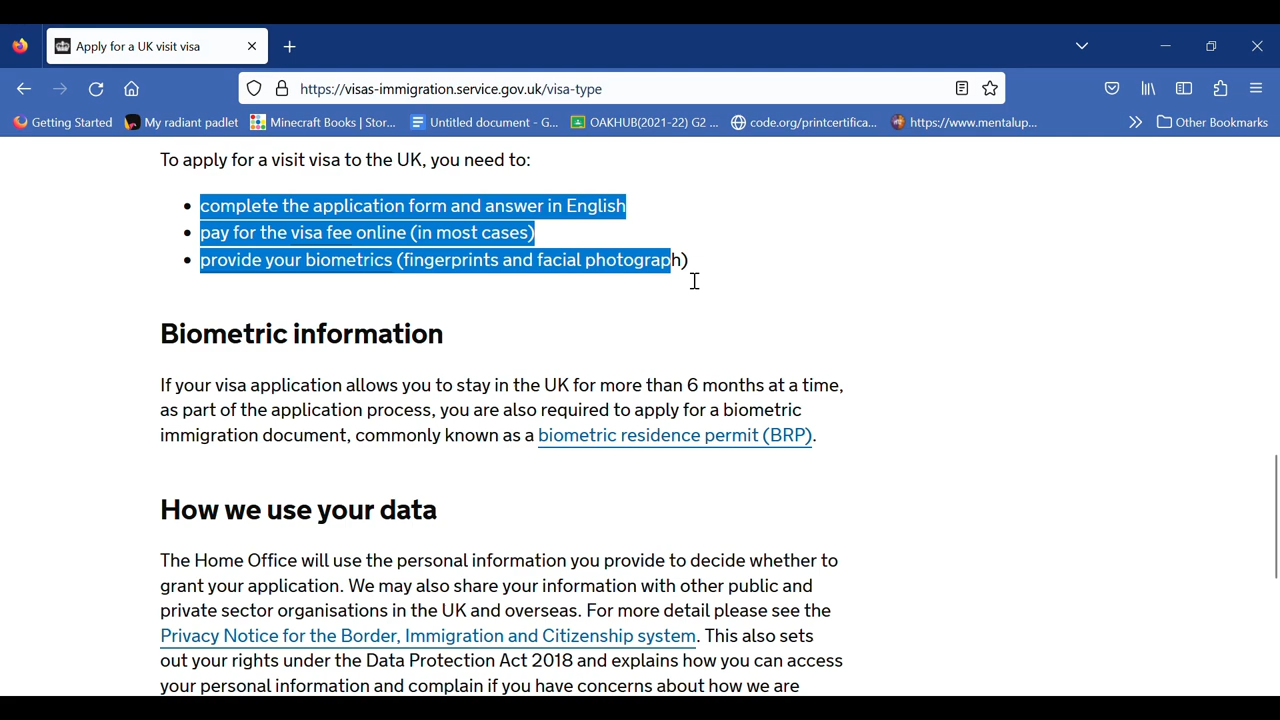 Apply for a UK visit visa
https://visas-immigration.service.gov.uk/visa-type
Getting Started My radiant padlet Minecraft Books | Stor... Untitled document - G... OAKHUB(2021-22) G2 ... code.org/printcertifica... https://www.mentalup... Other Bookmarks
To apply for a visit visa to the UK, you need to:
• complete the application form and answer in English
• pay for the visa fee online (in most cases)
• provide your biometrics (fingerprints and facial photograph)
Biometric information
If your visa application allows you to stay in the UK for more than 6 months at a time,
as part of the application process, you are also required to apply for a biometric
immigration document, commonly known as a biometric residence permit (BRP).
How we use your data
The Home Office will use the personal information you provide to decide whether to
grant your application. We may also share your information with other public and
private sector organisations in the UK and overseas. For more detail please see the
Privacy Notice for the Border, Immigration and Citizenship system. This also sets
out your rights under the Data Protection Act 2018 and explains how you can access
your personal information and complain if you have concerns about how we are